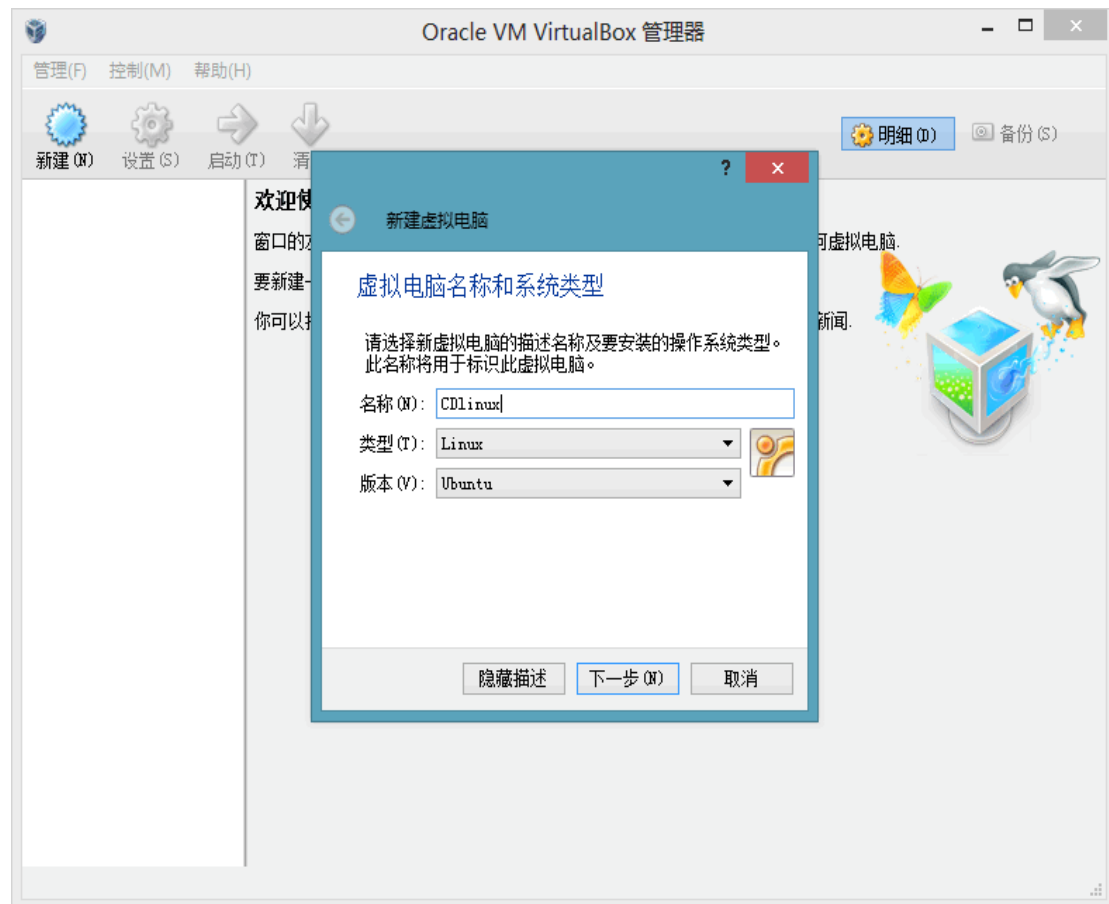 Oracle VM VirtualBox 管理器
管理(F) 控制(M) 帮助(H)
新建(N) 设置(S) 启动(T) 清 明细(D) 备份(S)
欢迎使
窗口的左 可虚拟电脑.
要新建一
你可以按 新闻.
?
新建虚拟电脑
虚拟电脑名称和系统类型
请选择新虚拟电脑的描述名称及要安装的操作系统类型。
此名称将用于标识此虚拟电脑。
名称(N): CDlinux
类型(T): Linux
版本(V): Ubuntu
隐藏描述 下一步(N) 取消